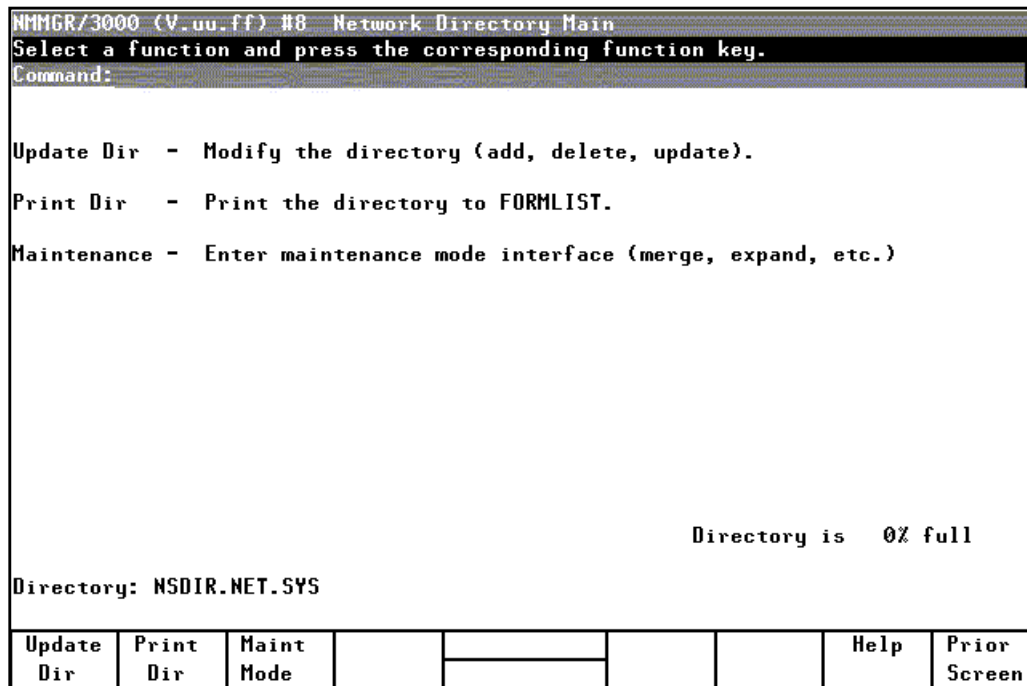 NMMGR/3000 (V.uu.ff) #8  Network Directory Main
Select a function and press the corresponding function key.
Command:
Update Dir  -  Modify the directory (add, delete, update).
Print Dir   -  Print the directory to FORMLIST.
Maintenance -  Enter maintenance mode interface (merge, expand, etc.)
Directory is   0% full
Directory: NSDIR.NET.SYS
Update Print Maint Help Prior
Dir Dir Mode Screen